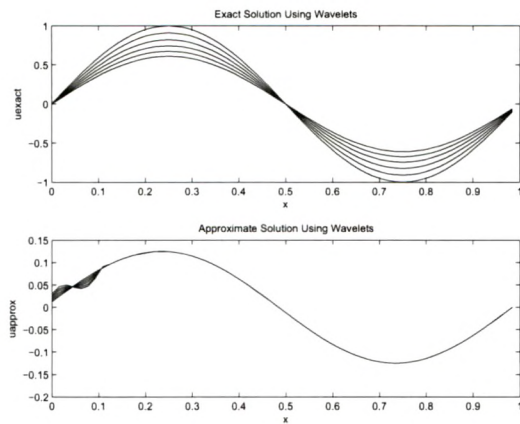 Exact Solution Using Wavelets
1
0.5
0
−0.5
−1
uexact
0 0.1 0.2 0.3 0.4 0.5 0.6 0.7 0.8 0.9 1
x
Approximate Solution Using Wavelets
0.15
0.1
0.05
0
−0.05
−0.1
−0.15
−0.2
uapprox
0 0.1 0.2 0.3 0.4 0.5 0.6 0.7 0.8 0.9 1
x